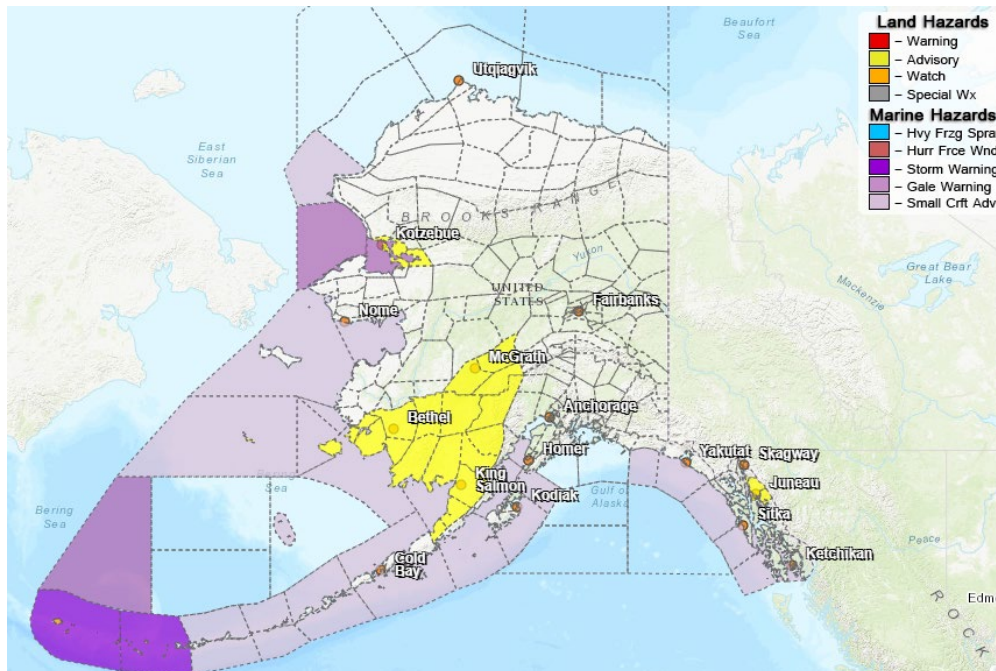 Land Hazards
– Warning
– Advisory
– Watch
– Special Wx
Marine Hazards
– Hvy Frzg Spra
– Hurr Frce Wnd
– Storm Warning
– Gale Warning
– Small Crft Adv
Beaufort
Sea
Utqiagvik
East
Siberian
Sea
BROOKS RANGE
Kotzebue
Yukon
UNITED
STATES
Great Bear
Lake
Mackenzie
Nome
Fairbanks
McGrath
Anchorage
Bethel
Homer
Yakutat
Skagway
King
Salmon
Juneau
Bering
Sea
Kodiak
Gulf of
Alaska
Sitka
Bering
Sea
Peace
Cold
Bay
Ketchikan
Edm
ROCK